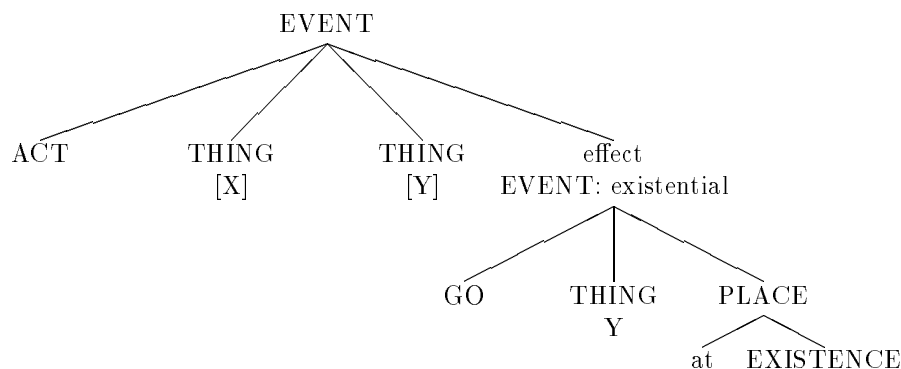 EVENT
ACT THING THING effect
[X] [Y] EVENT: existential
GO THING PLACE
Y
at EXISTENCE